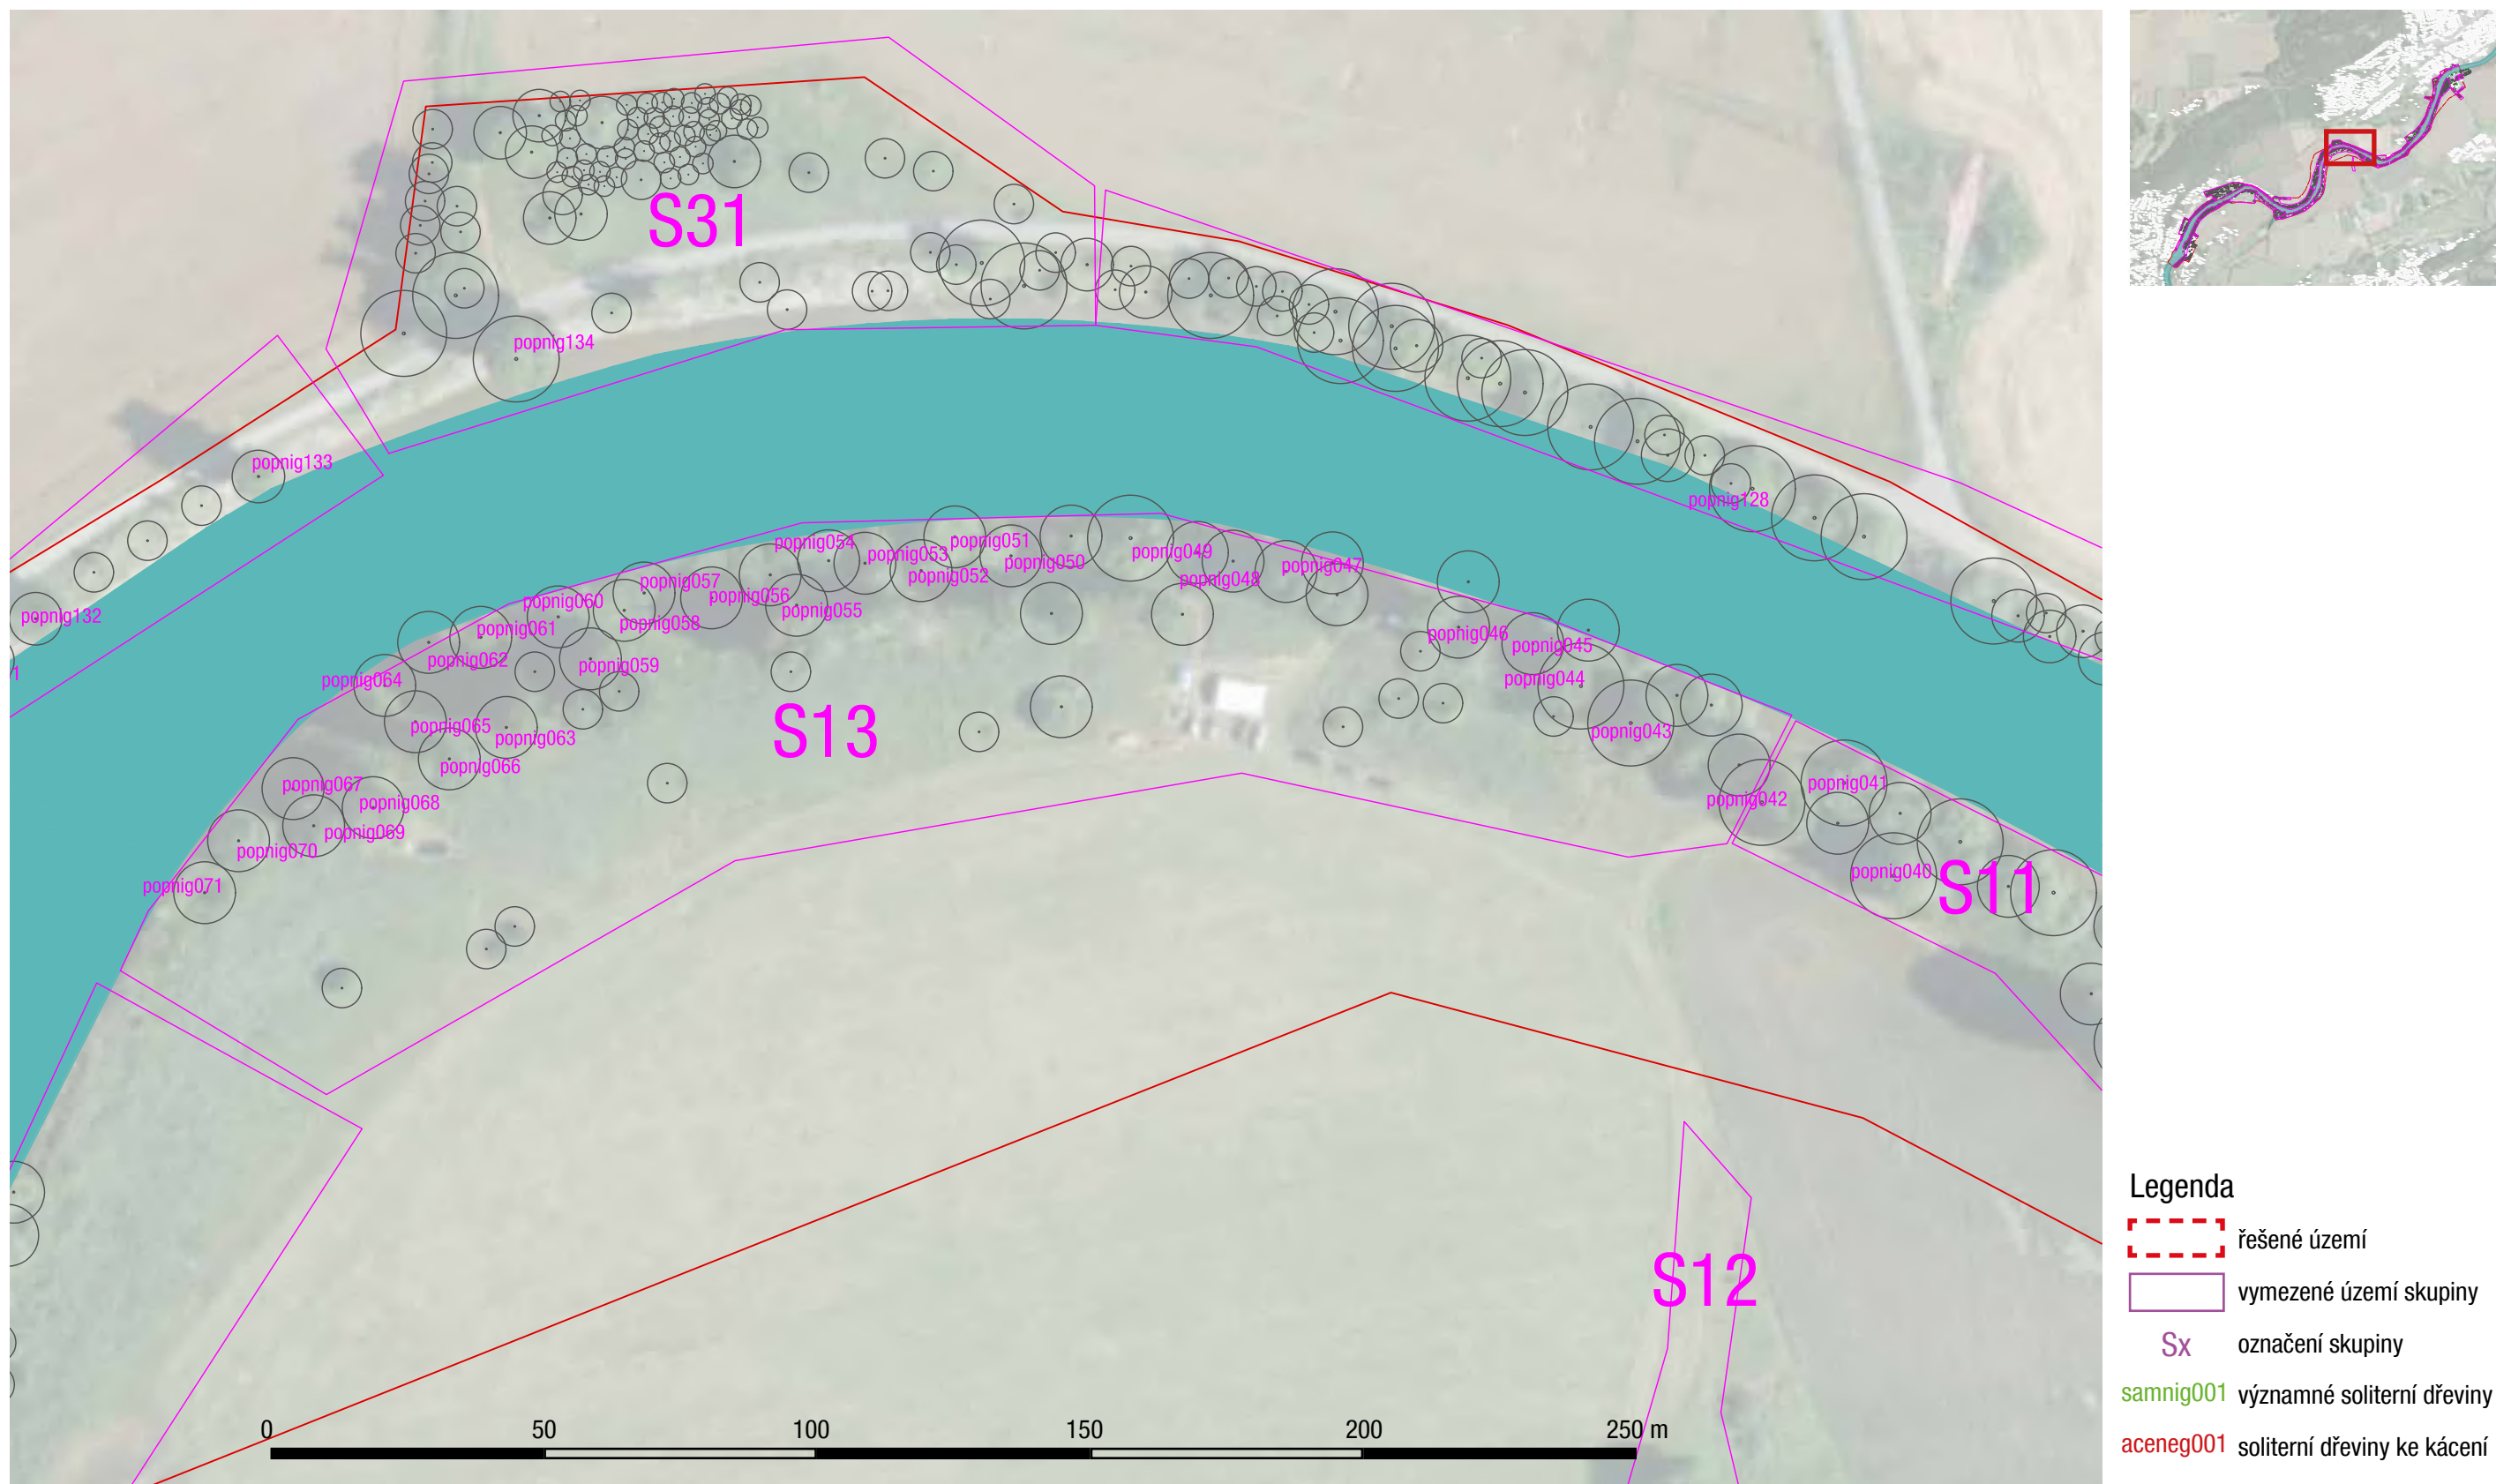 S31
popnig134
popnig133
popnig128
popnig132
popnig054
popnig053
popnig051
popnig052
popnig050
popnig049
popnig048
popnig047
popnig057
popnig056
popnig055
popnig060
popnig058
popnig061
popnig062
popnig059
popnig064
popnig065
popnig063
popnig066
popnig046
popnig045
popnig044
popnig043
S13
popnig067
popnig068
popnig069
popnig070
popnig071
popnig042
popnig041
popnig040
S11
S12
0 50 100 150 200 250 m
Legenda
řešené území
vymezené území skupiny
Sx označení skupiny
samnig001 významné soliterní dřeviny
aceneg001 soliterní dřeviny ke kácení